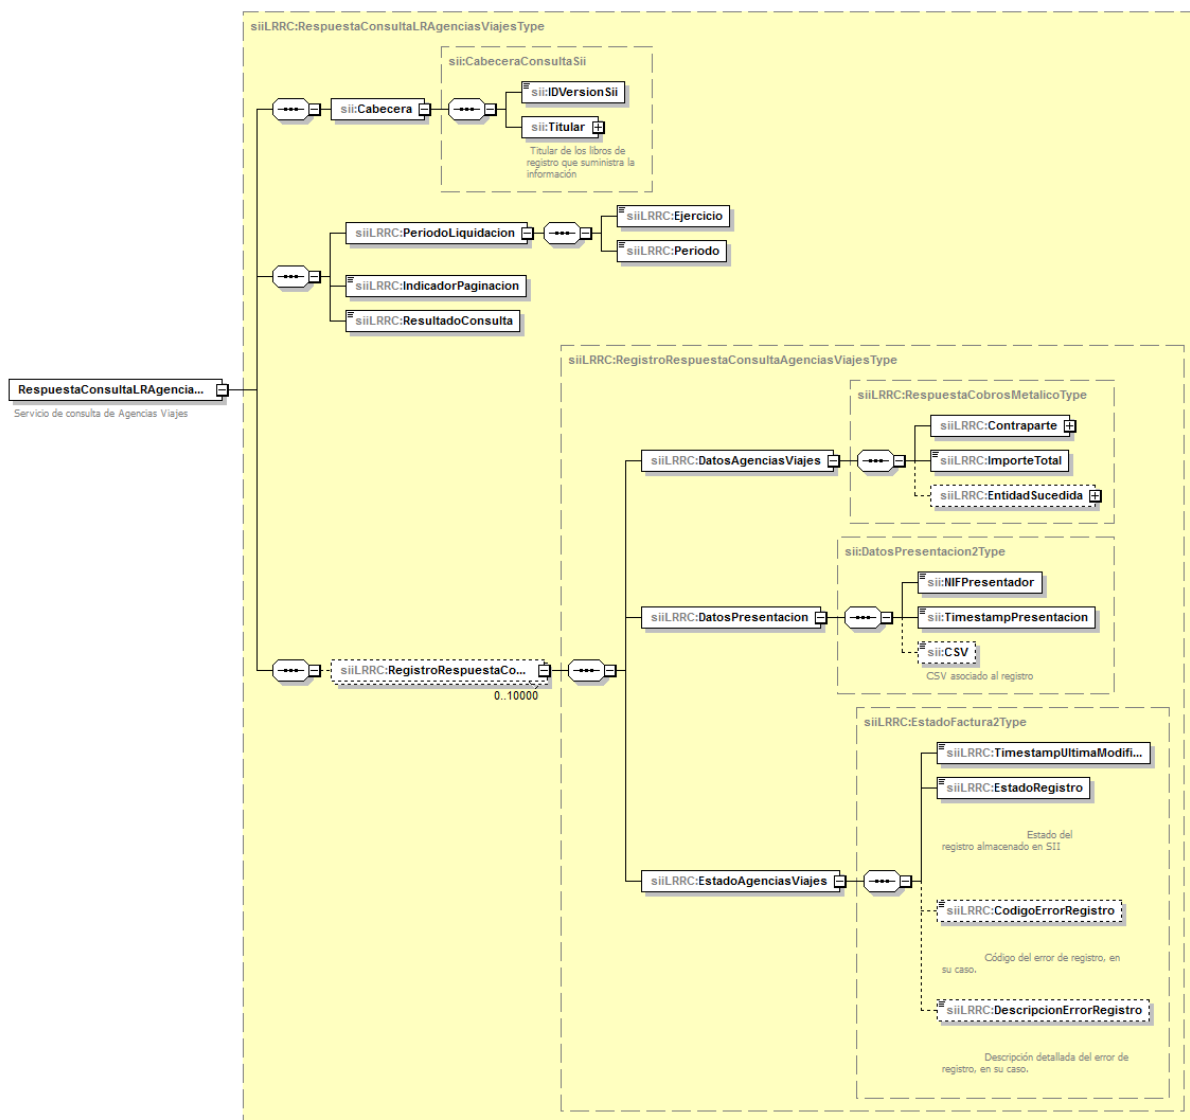 siiLRRC:RespuestaConsultaLRAgenciasViajesType
sii:CabeceraConsultaSii
sii:Cabecera
sii:IDVersionSii
sii:Titular
Titular de los libros de
registro que suministra la
información
siiLRRC:PeriodoLiquidacion
siiLRRC:Ejercicio
siiLRRC:Periodo
siiLRRC:IndicadorPaginacion
siiLRRC:ResultadoConsulta
RespuestaConsultaLRAgencia...
Servicio de consulta de Agencias Viajes
siiLRRC:RegistroRespuestaCo...
0..10000
siiLRRC:RegistroRespuestaConsultaAgenciasViajesType
siiLRRC:DatosAgenciasViajes
siiLRRC:RespuestaCobrosMetalicoType
siiLRRC:Contraparte
siiLRRC:ImporteTotal
siiLRRC:EntidadSucedida
siiLRRC:DatosPresentacion
sii:DatosPresentacion2Type
sii:NIFPresentador
sii:TimestampPresentacion
sii:CSV
CSV asociado al registro
siiLRRC:EstadoAgenciasViajes
siiLRRC:EstadoFactura2Type
siiLRRC:TimestampUltimaModifi...
siiLRRC:EstadoRegistro
Estado del
registro almacenado en SII
siiLRRC:CodigoErrorRegistro
Código del error de registro, en
su caso.
siiLRRC:DescripcionErrorRegistro
Descripción detallada del error de
registro, en su caso.